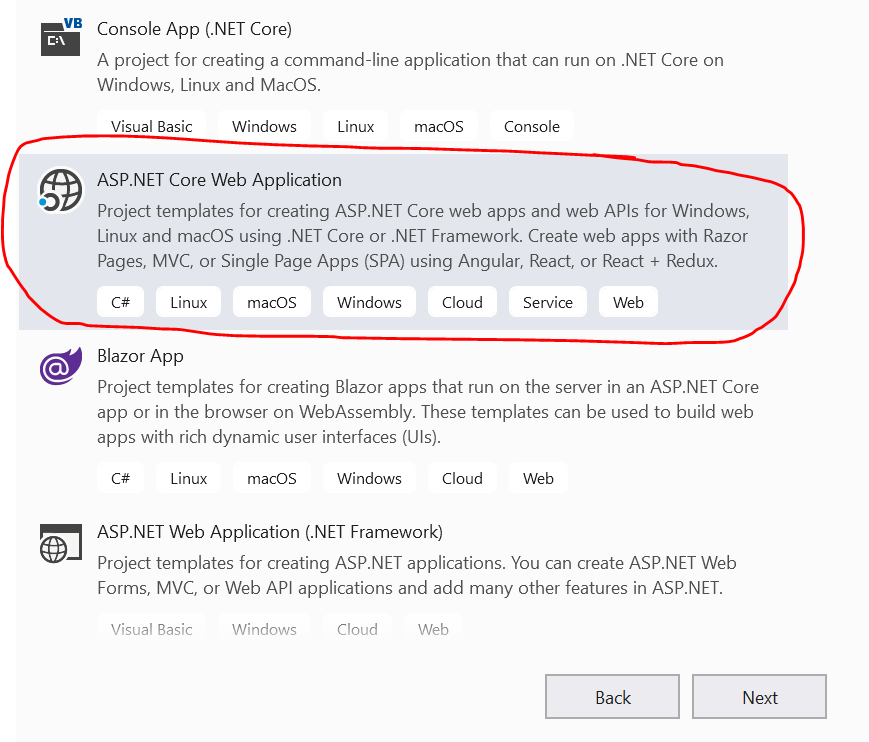 VB
C:\
Console App (.NET Core)
A project for creating a command-line application that can run on .NET Core on
Windows, Linux and MacOS.
Visual Basic Windows Linux macOS Console
ASP.NET Core Web Application
Project templates for creating ASP.NET Core web apps and web APIs for Windows,
Linux and macOS using .NET Core or .NET Framework. Create web apps with Razor
Pages, MVC, or Single Page Apps (SPA) using Angular, React, or React + Redux.
C# Linux macOS Windows Cloud Service Web
@
Blazor App
Project templates for creating Blazor apps that run on the server in an ASP.NET Core
app or in the browser on WebAssembly. These templates can be used to build web
apps with rich dynamic user interfaces (UIs).
C# Linux macOS Windows Cloud Web
ASP.NET Web Application (.NET Framework)
Project templates for creating ASP.NET applications. You can create ASP.NET Web
Forms, MVC, or Web API applications and add many other features in ASP.NET.
Visual Basic Windows Cloud Web
Back Next